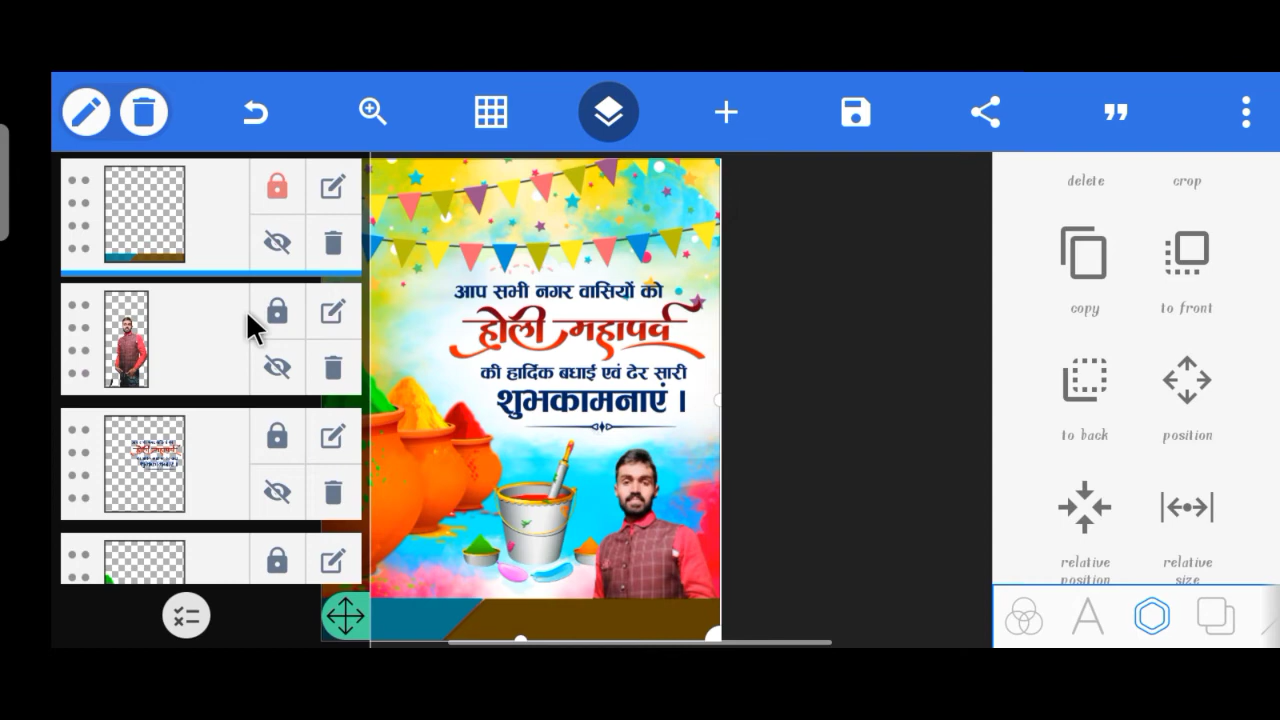 delete
crop
copy
to front
to back
position
relative position
relative size
आप सभी नगर वासियों को
होली महापर्व
की हार्दिक बधाई एवं ढेर सारी
शुभकामनाएं ।